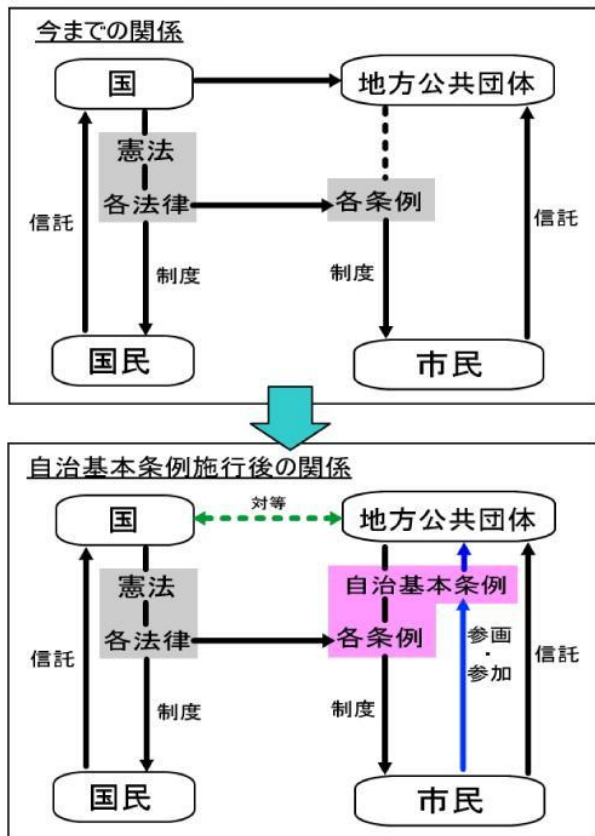 今までの関係
国
地方公共団体
憲法
各法律
各条例
信託
信託
制度
制度
国民
市民
自治基本条例施行後の関係
国
対等
地方公共団体
憲法
自治基本条例
各法律
各条例
信託
参画
・
参加
信託
制度
制度
国民
市民